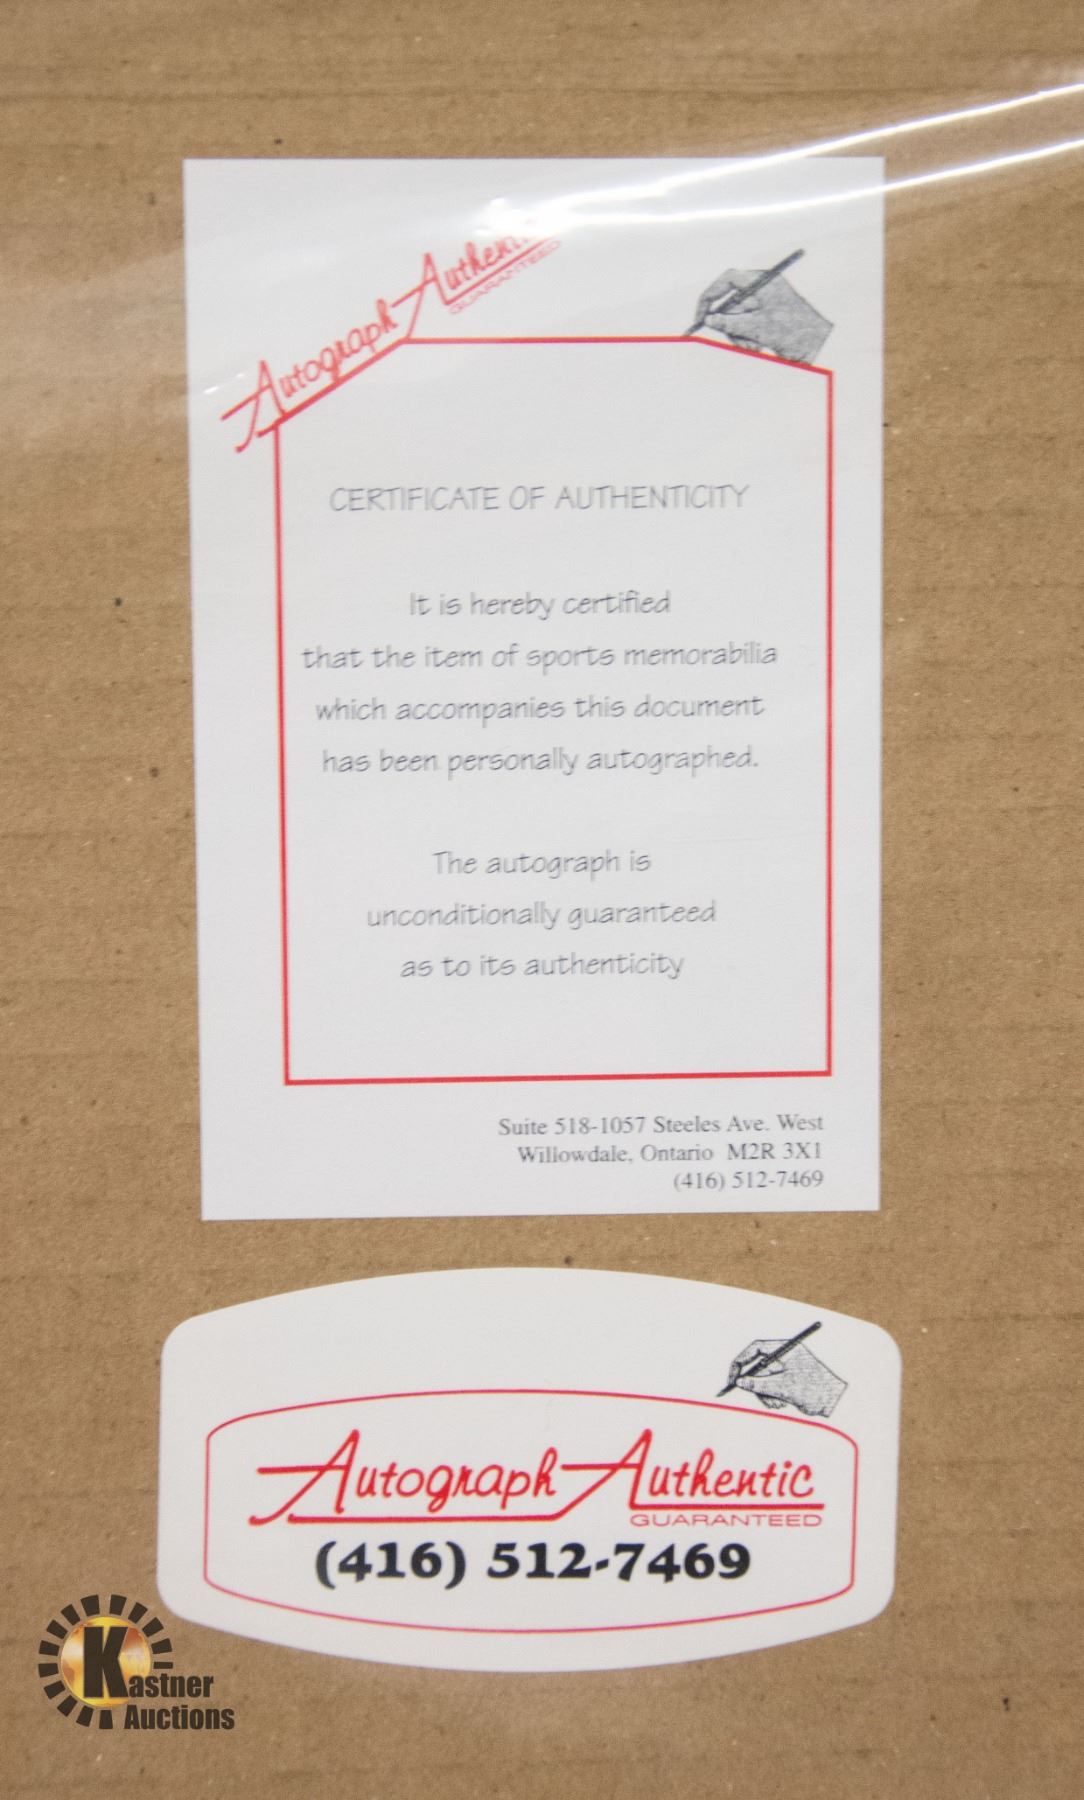 Autograph Authentic
GUARANTEED
CERTIFICATE OF AUTHENTICITY
It is hereby certified
that the item of sports memorabilia
which accompanies this document
has been personally autographed.
The autograph is
unconditionally guaranteed
as to its authenticity
Suite 518-1057 Steeles Ave. West
Willowdale, Ontario M2R 3X1
(416) 512-7469
Autograph Authentic
GUARANTEED
(416) 512-7469
Kastner
Auctions